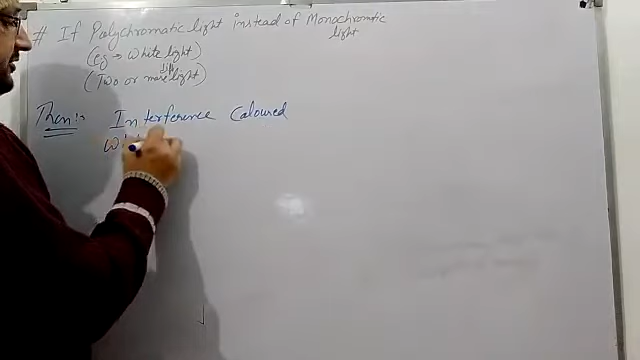 # If Polychromatic light instead of Monochromatic light
(eg → White light)
(Two or more diff light)
Then:- Interference Coloured